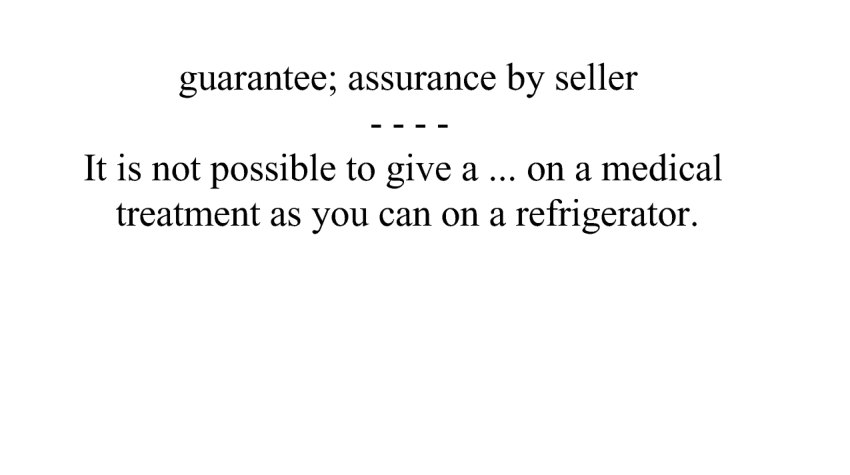 guarantee; assurance by seller
- - - -
It is not possible to give a ... on a medical
treatment as you can on a refrigerator.